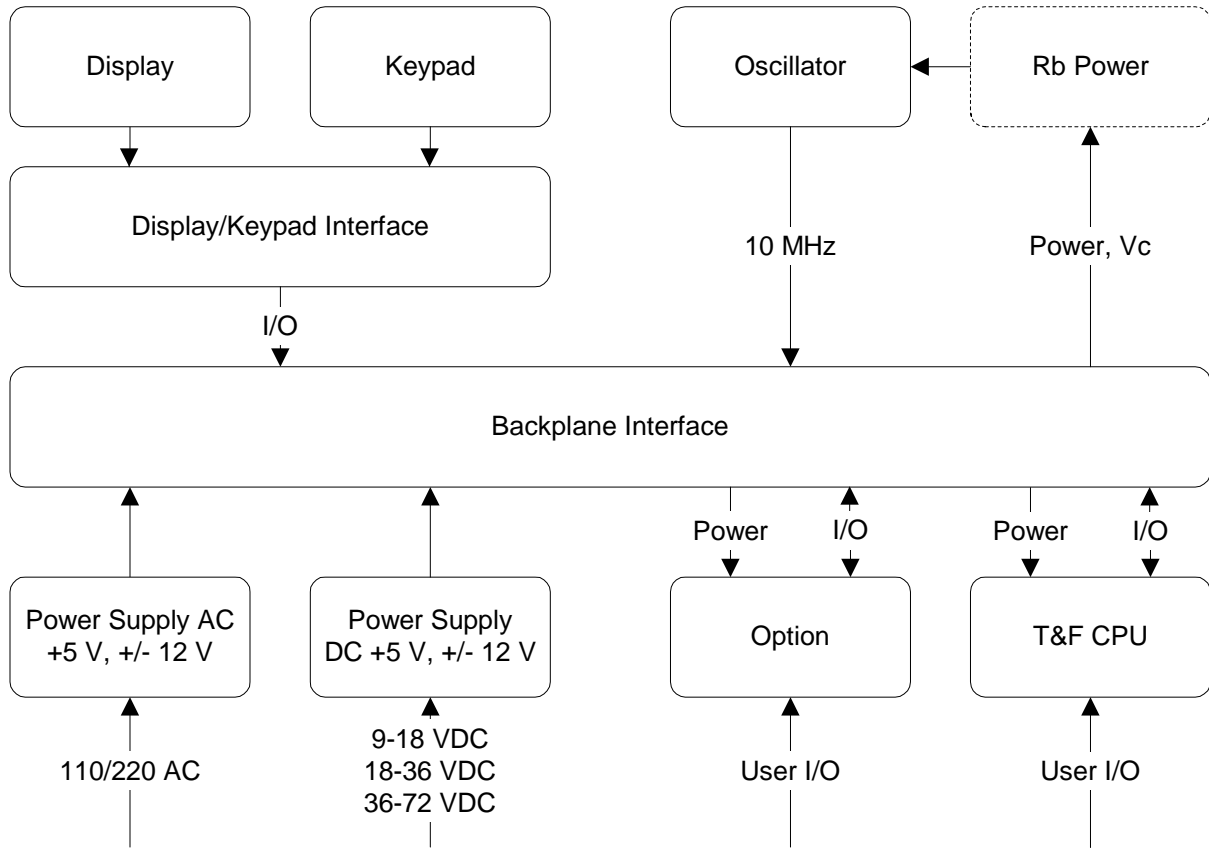 Display
Keypad
Oscillator
Rb Power
Display/Keypad Interface
10 MHz
Power, Vc
I/O
Backplane Interface
Power
I/O
Power
I/O
Power Supply AC
+5 V, +/- 12 V
Power Supply
DC +5 V, +/- 12 V
Option
T&F CPU
110/220 AC
9-18 VDC
18-36 VDC
36-72 VDC
User I/O
User I/O